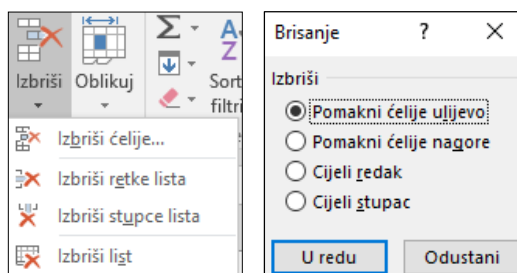 Izbriši Oblikuj
Sort
filtri
Izbriši ćelije...
Izbriši retke lista
Izbriši stupce lista
Izbriši list
Brisanje ? ×
Izbriši
Pomakni ćelije ulijevo
Pomakni ćelije nagore
Cijeli redak
Cijeli stupac
U redu Odustani